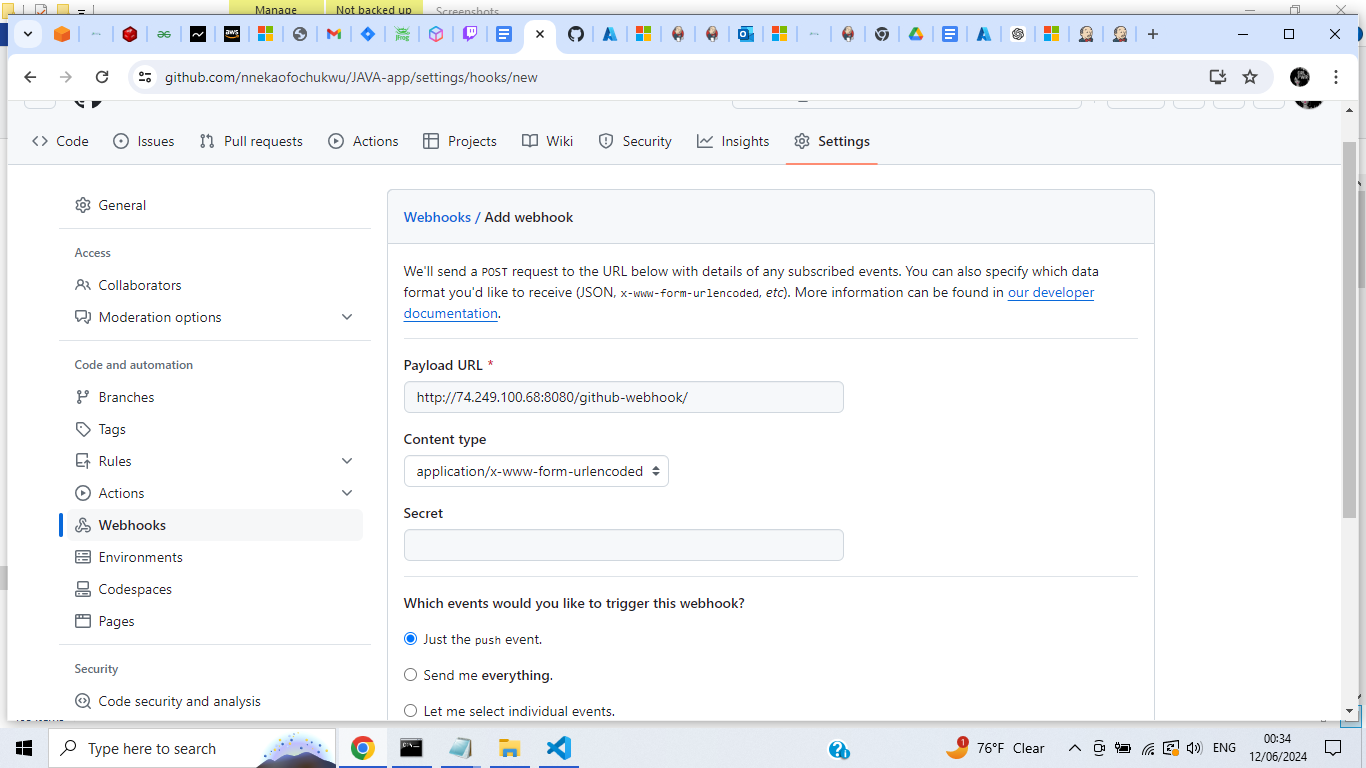 Manage
Not backed up
Screenshots
aws
github.com/nnekaofochukwu/JAVA-app/settings/hooks/new
Code
Issues
Pull requests
Actions
Projects
Wiki
Security
Insights
Settings
General
Access
Collaborators
Moderation options
Code and automation
Branches
Tags
Rules
Actions
Webhooks
Environments
Codespaces
Pages
Security
Code security and analysis
Webhooks / Add webhook
We'll send a POST request to the URL below with details of any subscribed events. You can also specify which data
format you'd like to receive (JSON, x-www-form-urlencoded, etc). More information can be found in our developer
documentation.
Payload URL *
http://74.249.100.68:8080/github-webhook/
Content type
application/x-www-form-urlencoded
Secret
Which events would you like to trigger this webhook?
Just the push event.
Send me everything.
Let me select individual events.
Type here to search
1
76°F Clear
ENG
00:34
12/06/2024